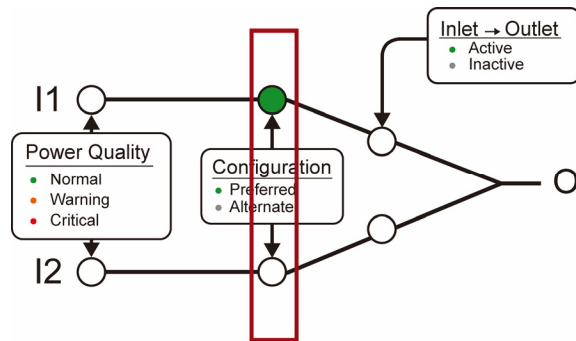 Inlet → Outlet
Active
Inactive
I1
Power Quality
Normal
Warning
Critical
Configuration
Preferred
Alternate
O
I2